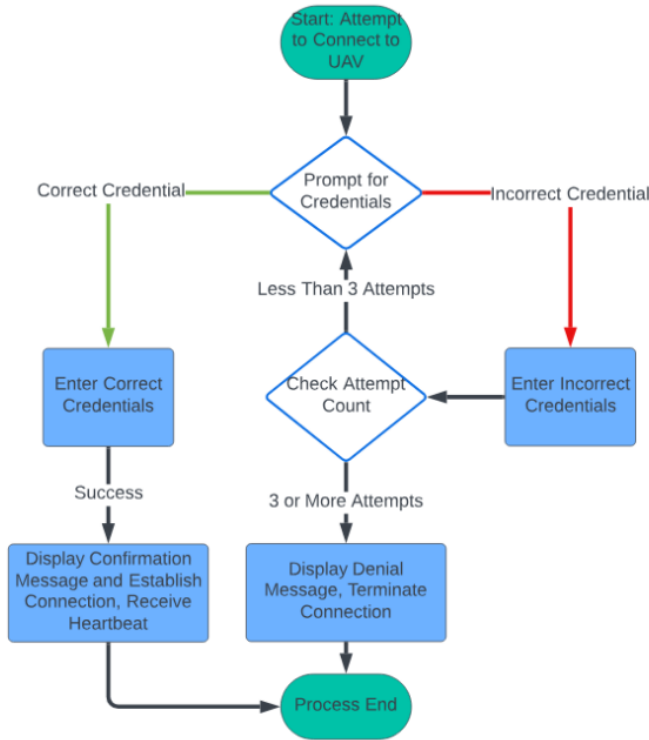 Start: Attempt
to Connect to
UAV
Prompt for
Credentials
Correct Credential
Incorrect Credential
Less Than 3 Attempts
Enter Correct
Credentials
Check Attempt
Count
Enter Incorrect
Credentials
Success
3 or More Attempts
Display Confirmation
Message and Establish
Connection, Receive
Heartbeat
Display Denial
Message, Terminate
Connection
Process End